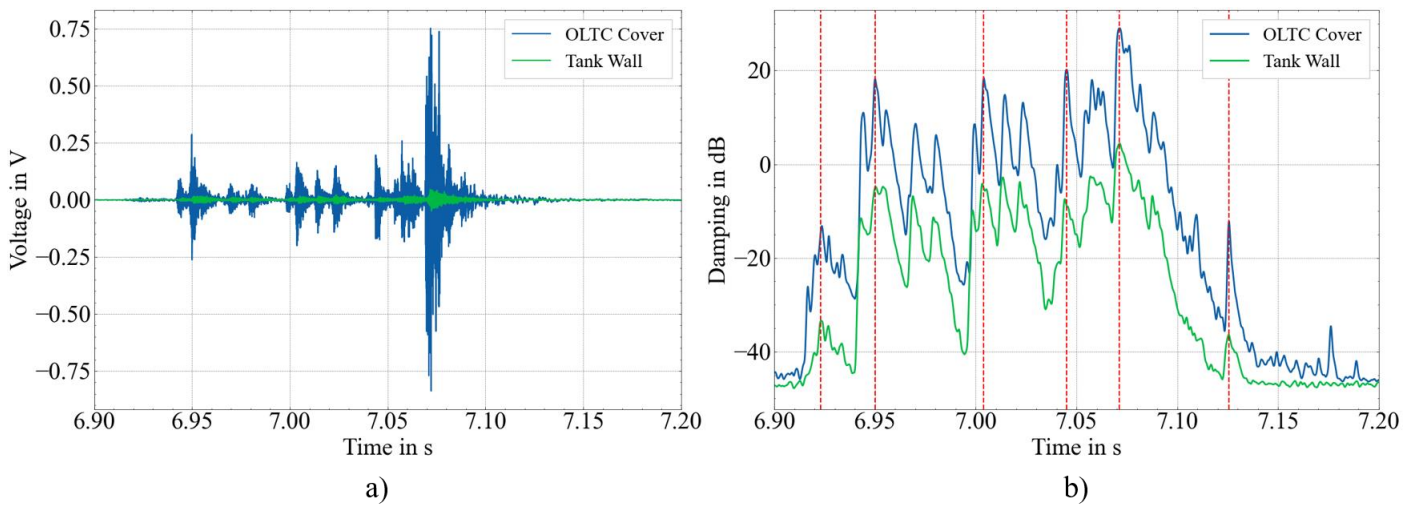 Voltage in V
0.75
0.50
0.25
0.00
−0.25
−0.50
−0.75
OLTC Cover
Tank Wall
6.90 6.95 7.00 7.05 7.10 7.15 7.20
Time in s
a)
Damping in dB
20
0
−20
−40
OLTC Cover
Tank Wall
6.90 6.95 7.00 7.05 7.10 7.15 7.20
Time in s
b)